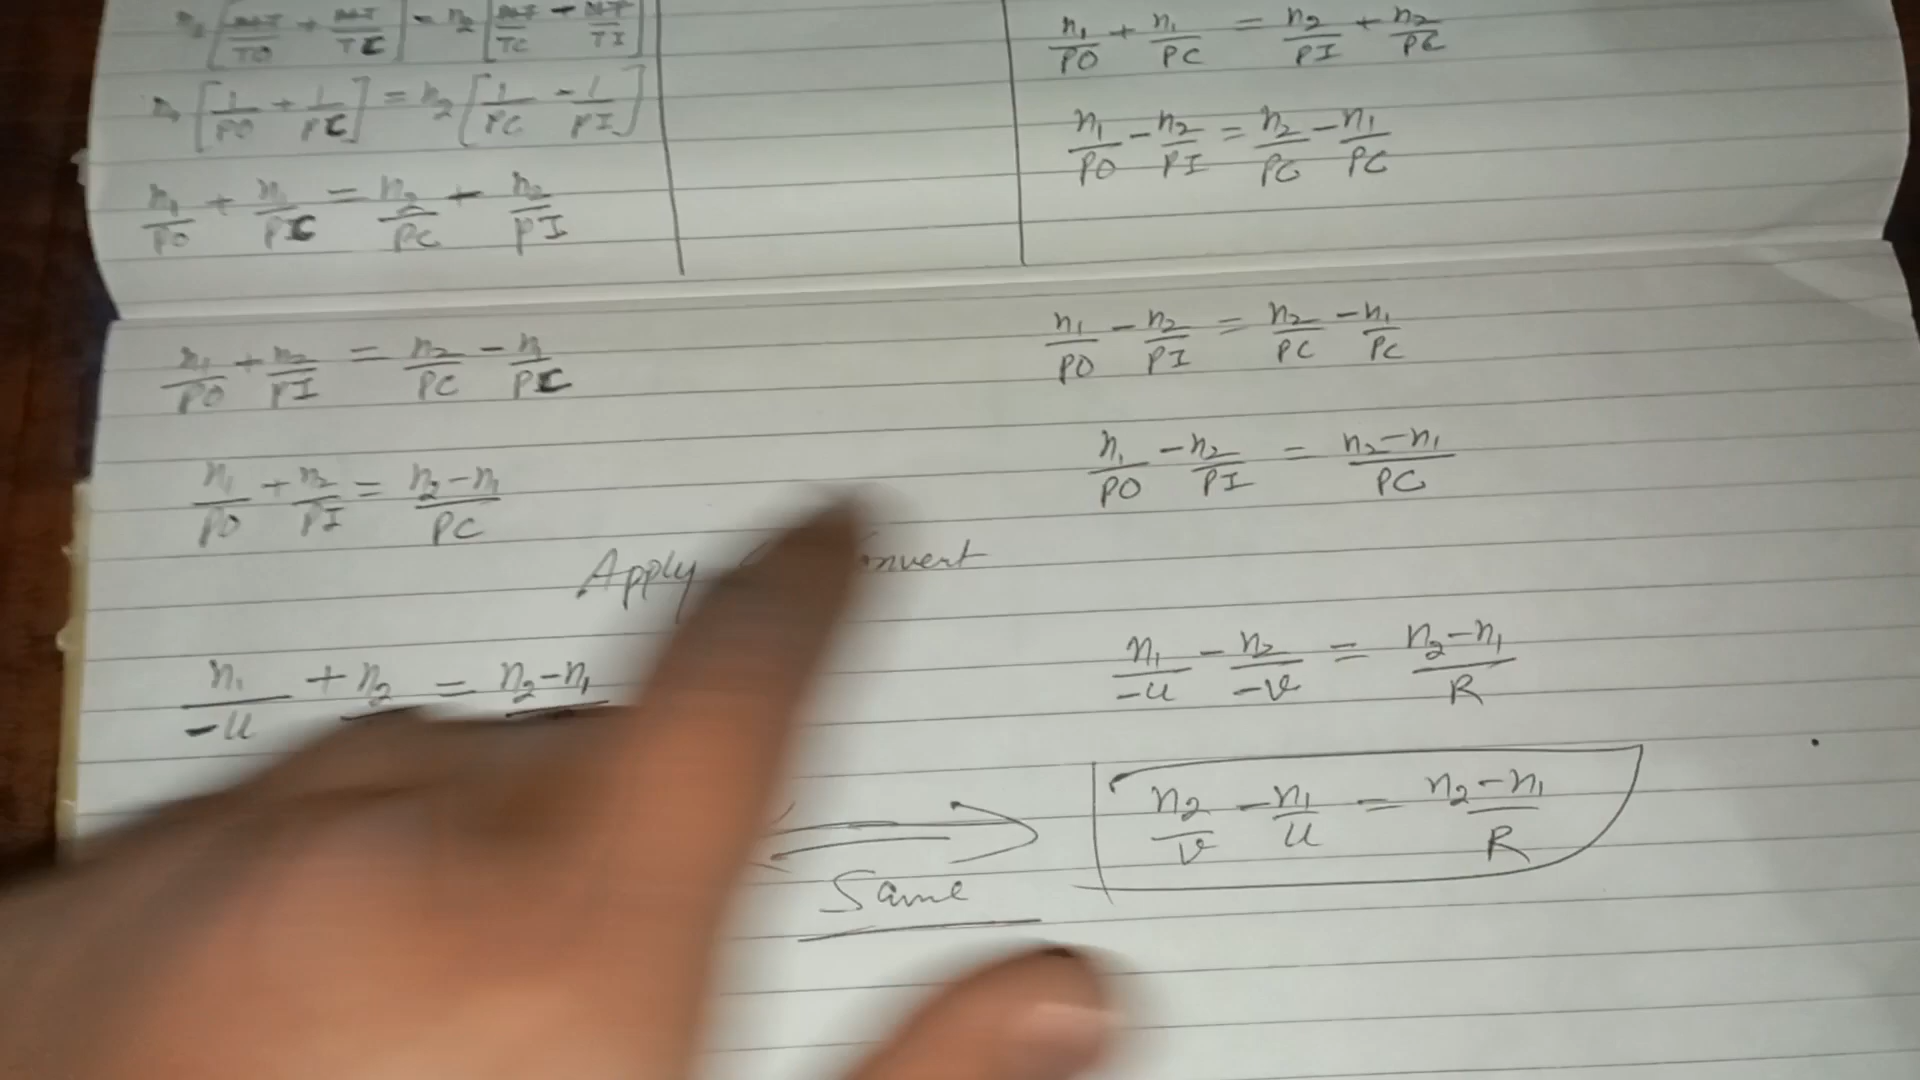 n₁/PO + n₁/PC = n₂/PI + n₂/PC
n₁[1/PO + 1/PC] = n₂[1/PC - 1/PI]
n₁/PO - n₂/PI = n₂/PC - n₁/PC
n₁/PO + n₁/PC = n₂/PC - n₂/PI
n₁/PO + n₂/PI = n₂/PC - n₁/PC
n₁/PO - n₂/PI = n₂/PC - n₁/PC
n₁/PO + n₂/PI = n₂-n₁/PC
n₁/PO - n₂/PI = n₂-n₁/PC
Apply
n₁/-u + n₂ = n₂-n₁
n₁/-u - n₂/-v = n₂-n₁/R
n₂/v - n₁/u = n₂-n₁/R
Same